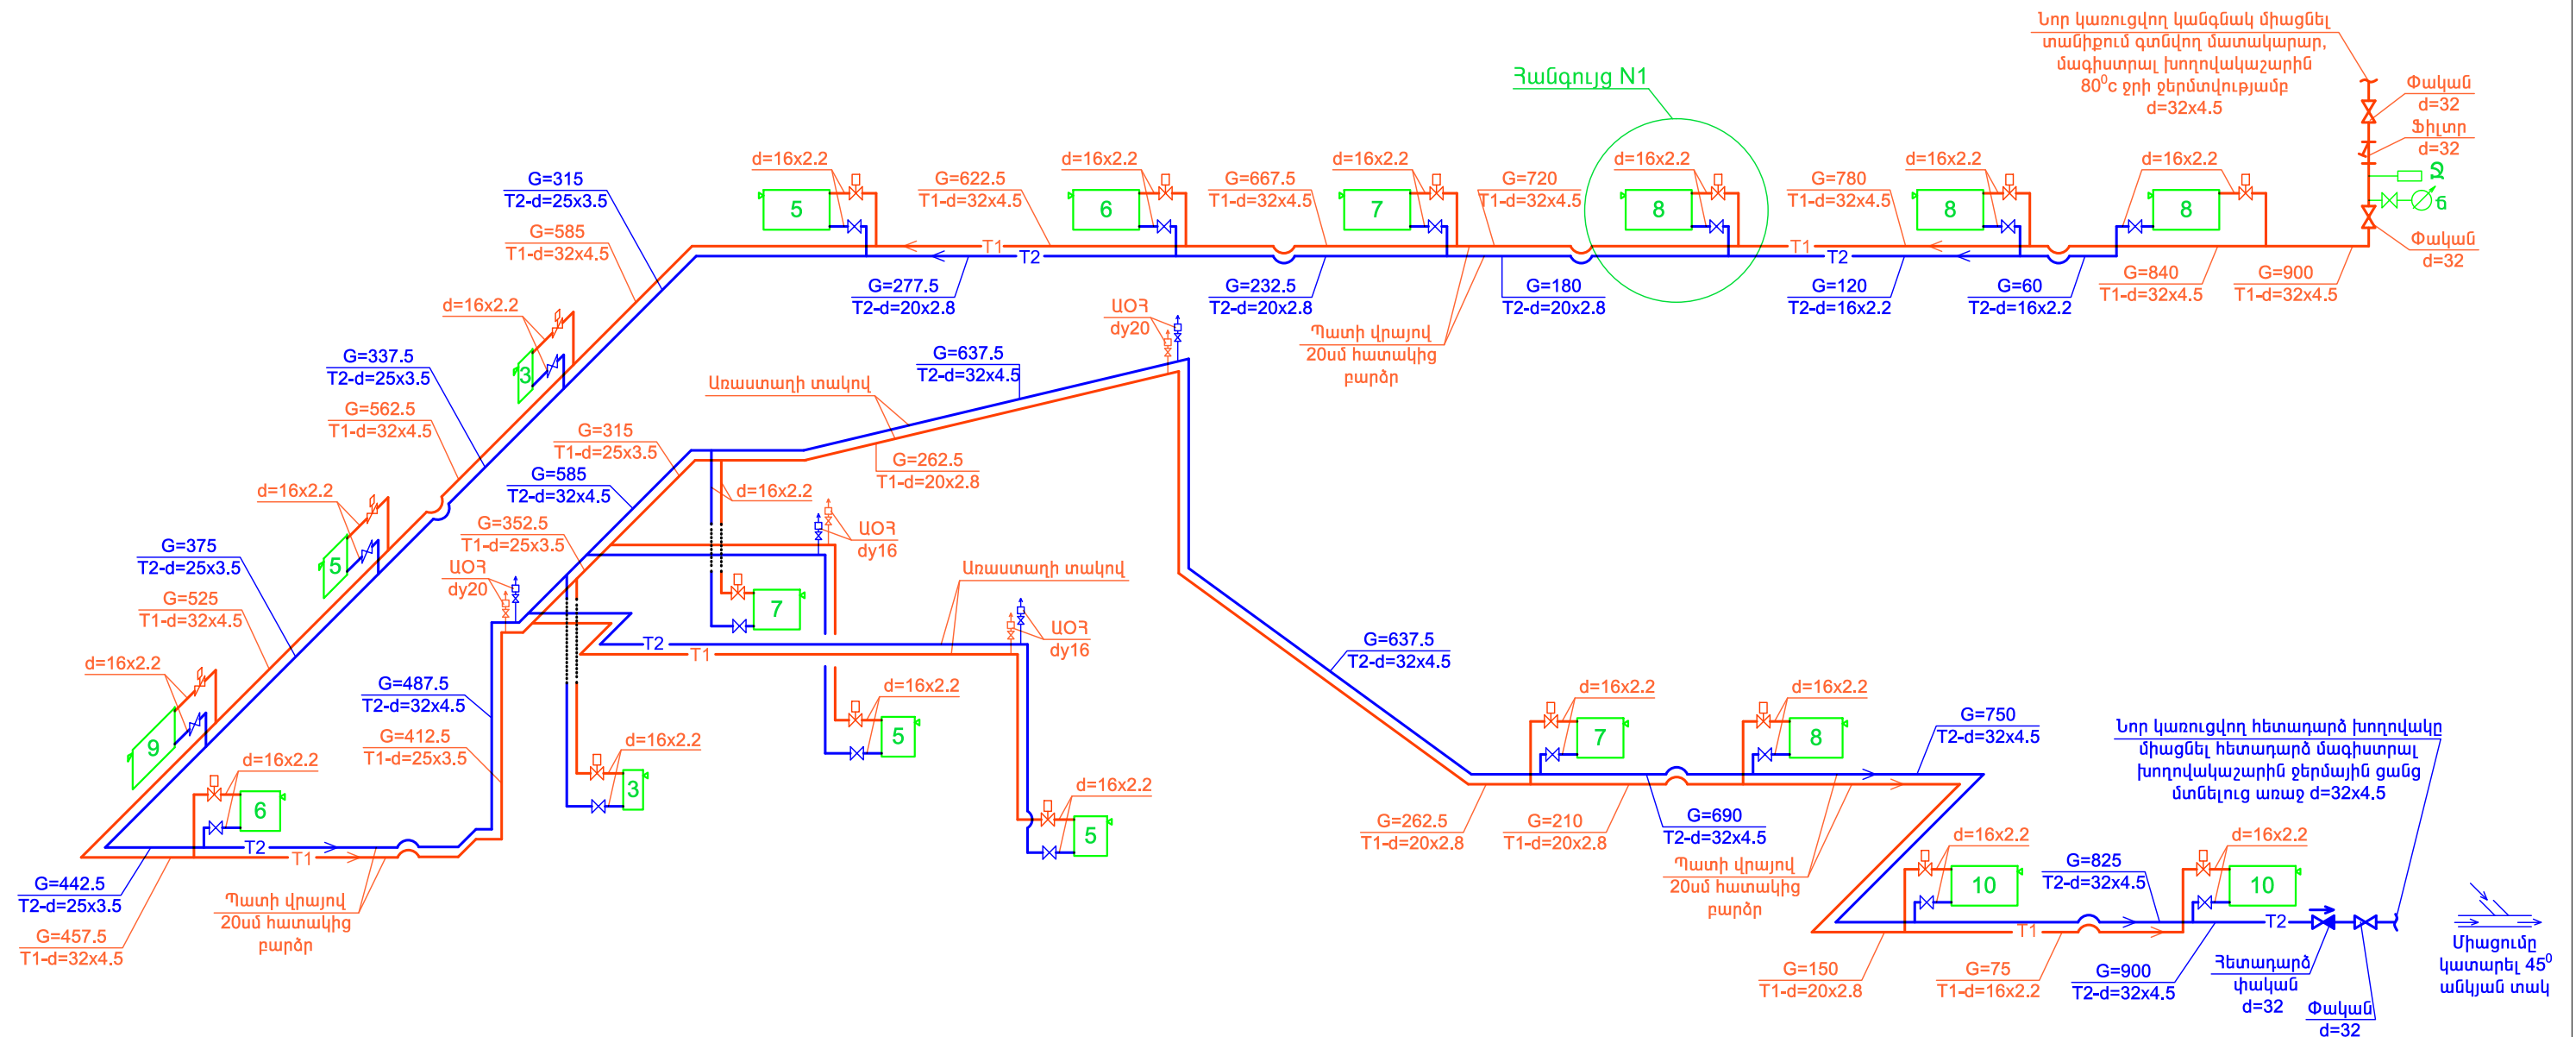 Նոր կառուցվող կանգնակ միացնել
տանիքում գտնվող մատակարար,
մագիստրալ խողովակաշարին
80⁰c ջրի ջերմտվությամբ
d=32x4.5
Փական
d=32
Ֆիլտր
d=32
Ջ
Ճ
Փական
d=32
Հանգույց N1
d=16x2.2
d=16x2.2
d=16x2.2
d=16x2.2
d=16x2.2
d=16x2.2
G=315
T2-d=25x3.5
G=622.5
T1-d=32x4.5
G=667.5
T1-d=32x4.5
G=720
T1-d=32x4.5
G=780
T1-d=32x4.5
5
6
7
8
8
8
G=585
T1-d=32x4.5
T1
T2
T1
T2
G=277.5
T2-d=20x2.8
G=232.5
T2-d=20x2.8
G=180
T2-d=20x2.8
G=120
T2-d=16x2.2
G=60
T2-d=16x2.2
G=840
T1-d=32x4.5
G=900
T1-d=32x4.5
d=16x2.2
3
ԱՕՀ
dy20
Պատի վրայով
20սմ հատակից
բարձր
G=337.5
T2-d=25x3.5
G=637.5
T2-d=32x4.5
Առաստաղի տակով
G=562.5
T1-d=32x4.5
G=315
T1-d=25x3.5
G=262.5
T1-d=20x2.8
G=585
T2-d=32x4.5
d=16x2.2
d=16x2.2
5
G=352.5
T1-d=25x3.5
ԱՕՀ
dy16
G=375
T2-d=25x3.5
ԱՕՀ
dy20
Առաստաղի տակով
G=525
T1-d=32x4.5
7
ԱՕՀ
dy16
T2
T1
d=16x2.2
9
G=637.5
T2-d=32x4.5
G=487.5
T2-d=32x4.5
d=16x2.2
5
G=412.5
T1-d=25x3.5
d=16x2.2
3
d=16x2.2
6
d=16x2.2
5
T2
T1
G=442.5
T2-d=25x3.5
Պատի վրայով
20սմ հատակից
բարձր
G=457.5
T1-d=32x4.5
d=16x2.2
7
d=16x2.2
8
G=750
T2-d=32x4.5
Նոր կառուցվող հետադարձ խողովակը
միացնել հետադարձ մագիստրալ
խողովակաշարին ջերմային ցանց
մտնելուց առաջ d=32x4.5
G=262.5
T1-d=20x2.8
G=210
T1-d=20x2.8
G=690
T2-d=32x4.5
Պատի վրայով
20սմ հատակից
բարձր
d=16x2.2
10
G=825
T2-d=32x4.5
d=16x2.2
10
T1
T2
G=150
T1-d=20x2.8
G=75
T1-d=16x2.2
G=900
T2-d=32x4.5
Հետադարձ
փական
d=32
Փական
d=32
Միացումը
կատարել 45⁰
անկյան տակ